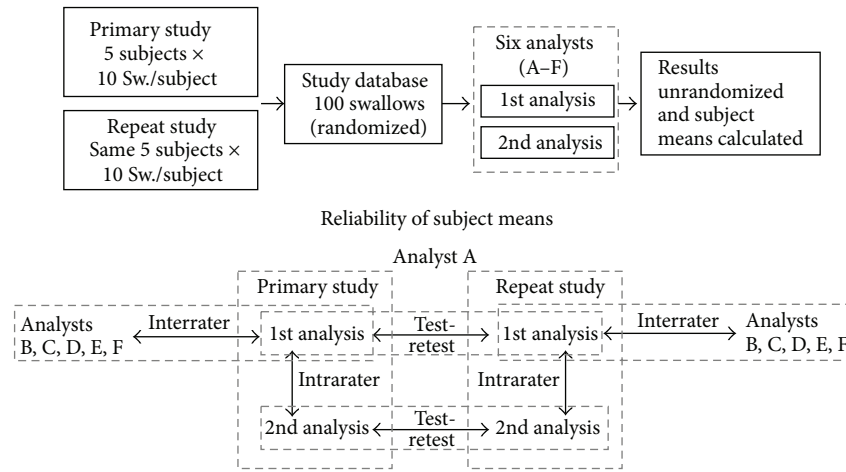 Primary study
5 subjects ×
10 Sw./subject
Repeat study
Same 5 subjects ×
10 Sw./subject
Study database
100 swallows
(randomized)
Six analysts
(A–F)
1st analysis
2nd analysis
Results
unrandomized
and subject
means calculated
Reliability of subject means
Analyst A
Primary study
Repeat study
Analysts
B, C, D, E, F
Interrater
1st analysis
Test-
retest
1st analysis
Interrater
Analysts
B, C, D, E, F
Intrarater
Intrarater
2nd analysis
Test-
retest
2nd analysis